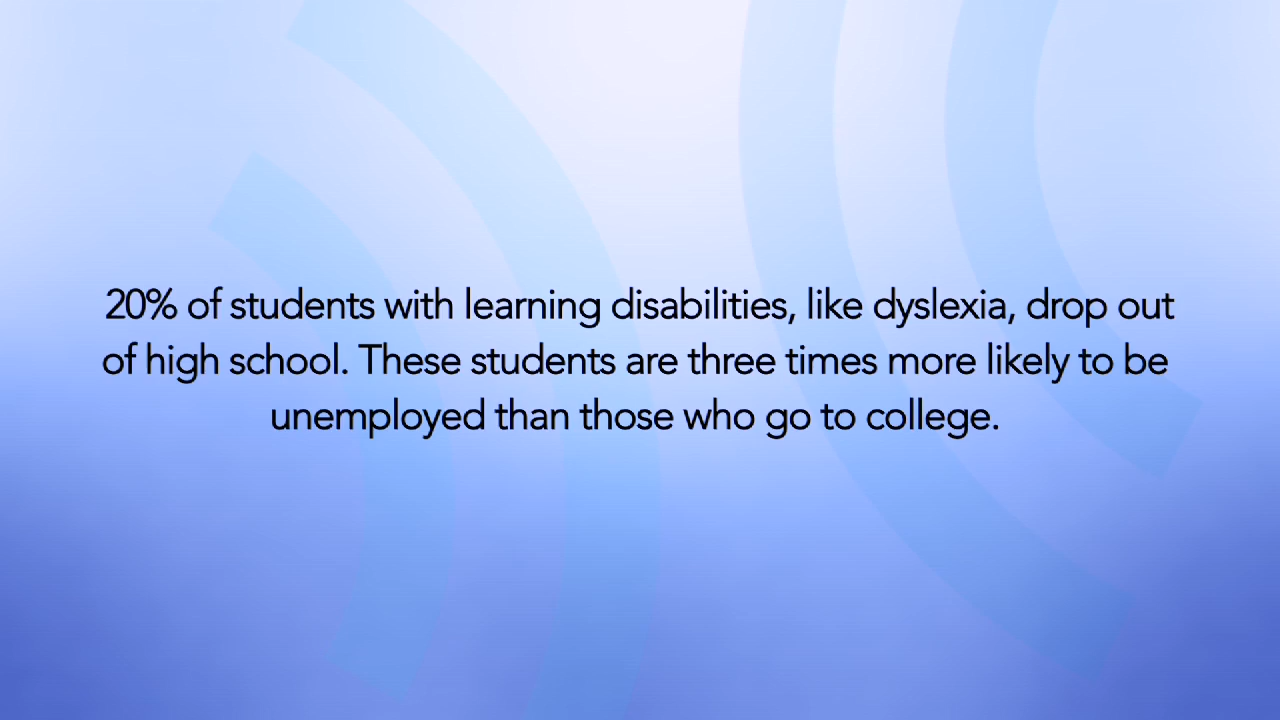 20% of students with learning disabilities, like dyslexia, drop out
of high school. These students are three times more likely to be
unemployed than those who go to college.